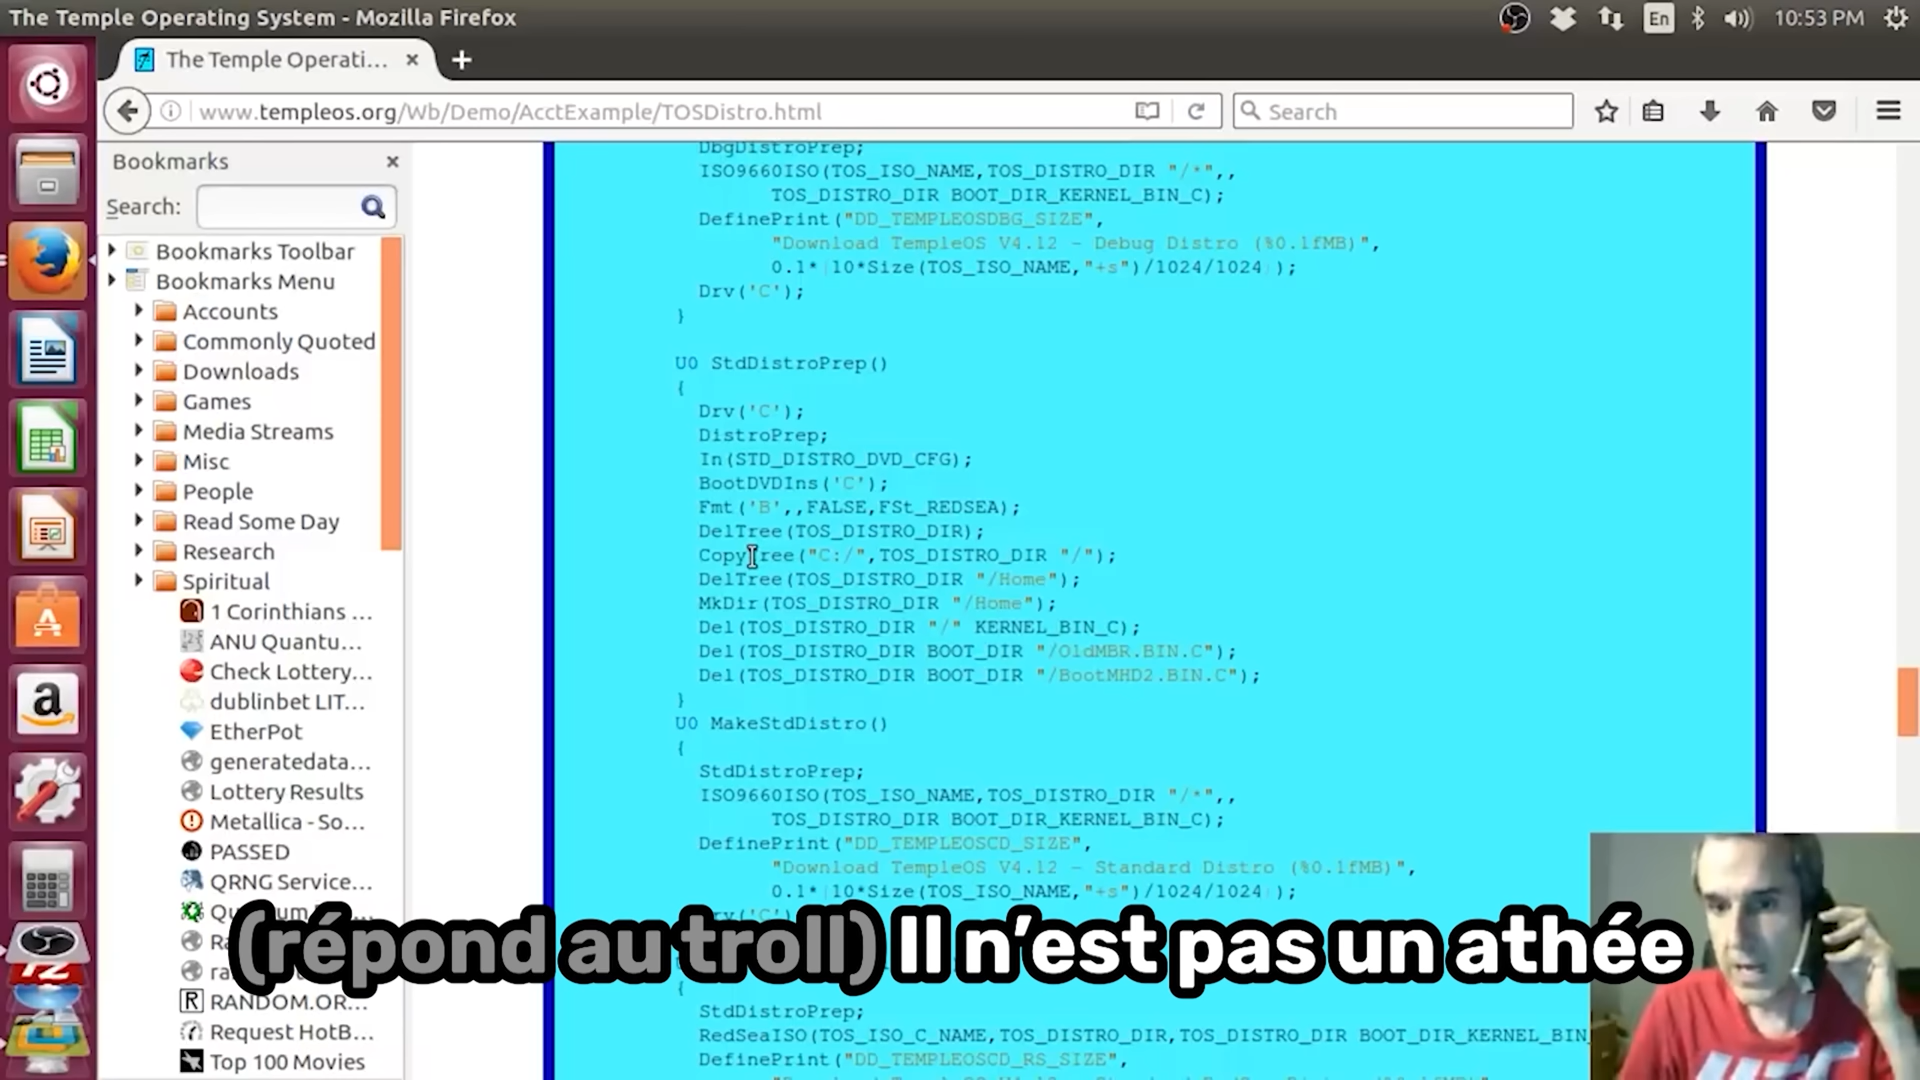 The Temple Operating System - Mozilla Firefox
En
10:53 PM
The Temple Operati...
www.templeos.org/Wb/Demo/AcctExample/TOSDistro.html
Search
Bookmarks
Search:
Bookmarks Toolbar
Bookmarks Menu
Accounts
Commonly Quoted
Downloads
Games
Media Streams
Misc
People
Read Some Day
Research
Spiritual
1 Corinthians ...
ANU Quantu...
Check Lottery...
dublinbet LIT...
EtherPot
generatedata...
Lottery Results
Metallica - So...
PASSED
QRNG Service...
RANDOM.OR...
Request HotB...
Top 100 Movies
DbgDistroPrep;
ISO9660ISO(TOS_ISO_NAME,TOS_DISTRO_DIR "/*",,
TOS_DISTRO_DIR BOOT_DIR_KERNEL_BIN_C);
DefinePrint("DD_TEMPLEOSDBG_SIZE",
"Download TempleOS V4.12 - Debug Distro (%0.1fMB)",
0.1* 10*Size(TOS_ISO_NAME,"+s")/1024/1024 );
Drv('C');
}
U0 StdDistroPrep()
{
Drv('C');
DistroPrep;
In(STD_DISTRO_DVD_CFG);
BootDVDIns('C');
Fmt('B',,FALSE,FSt_REDSEA);
DelTree(TOS_DISTRO_DIR);
CopyTree("C:/",TOS_DISTRO_DIR "/");
DelTree(TOS_DISTRO_DIR "/Home");
MkDir(TOS_DISTRO_DIR "/Home");
Del(TOS_DISTRO_DIR "/" KERNEL_BIN_C);
Del(TOS_DISTRO_DIR BOOT_DIR "/OldMBR.BIN.C");
Del(TOS_DISTRO_DIR BOOT_DIR "/BootMHD2.BIN.C");
}
U0 MakeStdDistro()
{
StdDistroPrep;
ISO9660ISO(TOS_ISO_NAME,TOS_DISTRO_DIR "/*",,
TOS_DISTRO_DIR BOOT_DIR_KERNEL_BIN_C);
DefinePrint("DD_TEMPLEOSCD_SIZE",
"Download TempleOS V4.12 - Standard Distro (%0.1fMB)",
0.1* 10*Size(TOS_ISO_NAME,"+s")/1024/1024 );
Drv('C')
(répond au troll) Il n'est pas un athée
{
StdDistroPrep;
RedSeaISO(TOS_ISO_C_NAME,TOS_DISTRO_DIR,TOS_DISTRO_DIR BOOT_DIR_KERNEL_BIN_
DefinePrint("DD_TEMPLEOSCD_RS_SIZE",